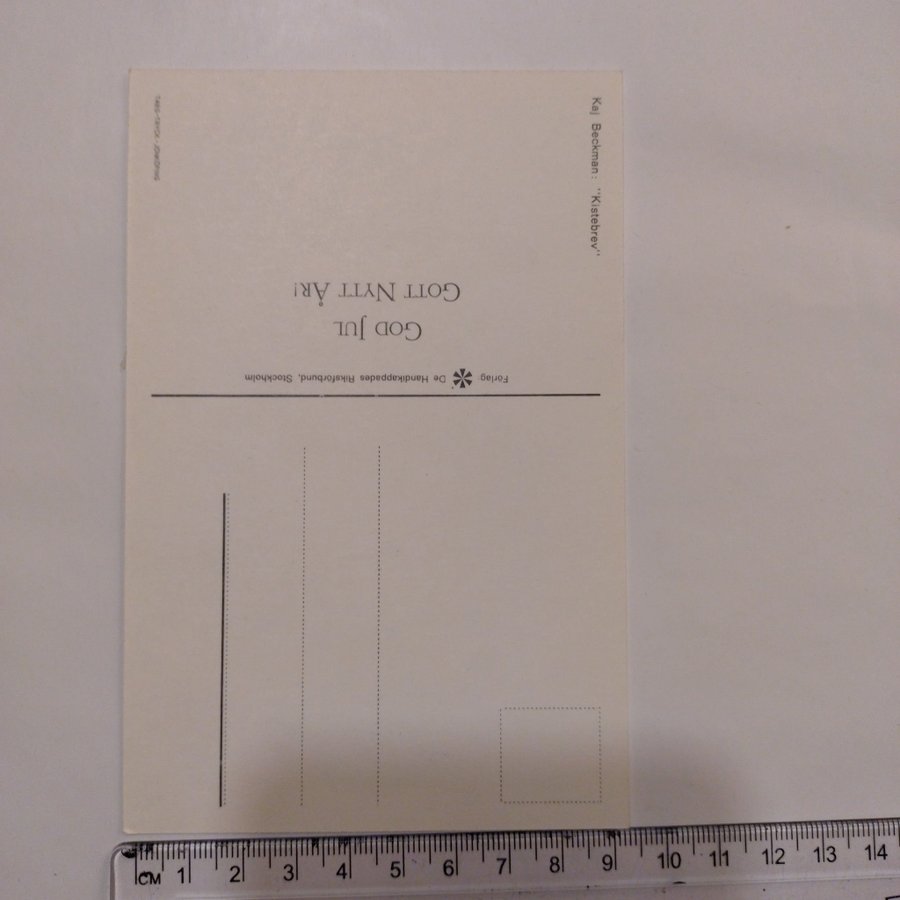 Kaj Beckman: "Kistebrev"
GOD JUL
GOTT NYTT ÅR!
Förlag: De Handikappades Riksförbund, Stockholm
CM 1 2 3 4 5 6 7 8 9 10 11 12 13 14